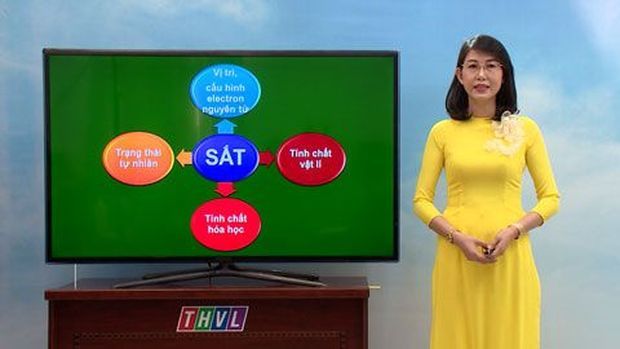 Vị trí,
cấu hình
electron
nguyên tử
Trạng thái
tự nhiên
SẮT
Tính chất
vật lí
Tính chất
hóa học
THVL